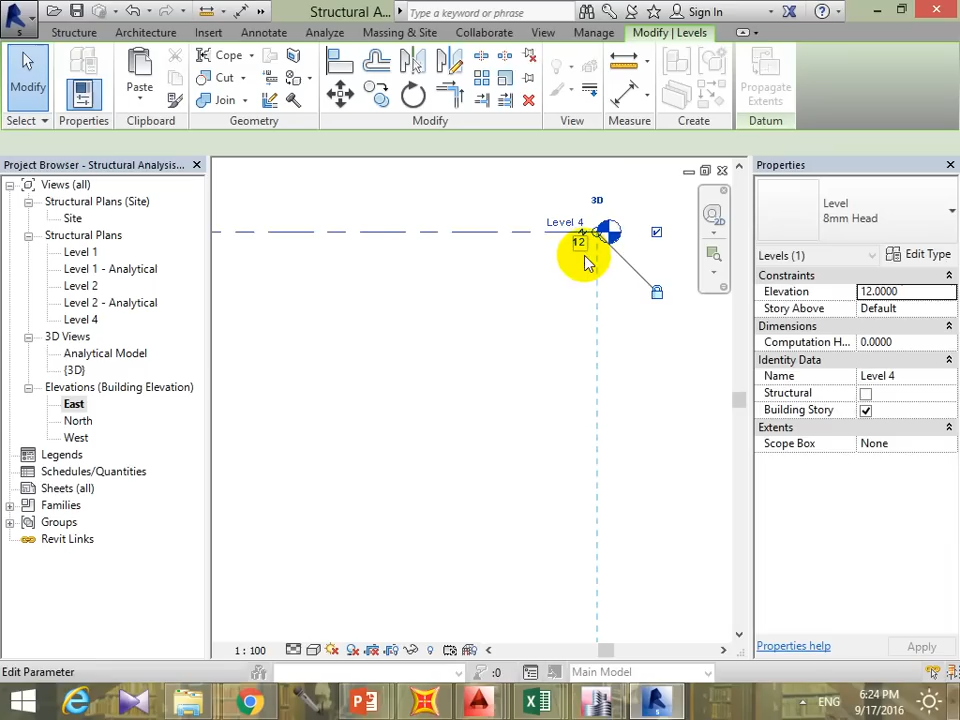 Structural A...
Type a keyword or phrase
Sign In
Structure
Architecture
Insert
Annotate
Analyze
Massing & Site
Collaborate
View
Manage
Modify | Levels
Modify
Paste
Cope
Cut
Join
Propagate
Extents
Select
Properties
Clipboard
Geometry
Modify
View
Measure
Create
Datum
Project Browser - Structural Analysis...
Views (all)
Structural Plans (Site)
Site
Structural Plans
Level 1
Level 1 - Analytical
Level 2
Level 2 - Analytical
Level 4
3D Views
Analytical Model
{3D}
Elevations (Building Elevation)
East
North
West
Legends
Schedules/Quantities
Sheets (all)
Families
Groups
Revit Links
3D
Level 4
12
2D
Properties
Level
8mm Head
Levels (1)
Edit Type
Constraints
Elevation 12.0000
Story Above Default
Dimensions
Computation H... 0.0000
Identity Data
Name Level 4
Structural
Building Story
Extents
Scope Box None
Properties help
Apply
1 : 100
Edit Parameter
:0
Main Model
ENG
6:24 PM
9/17/2016